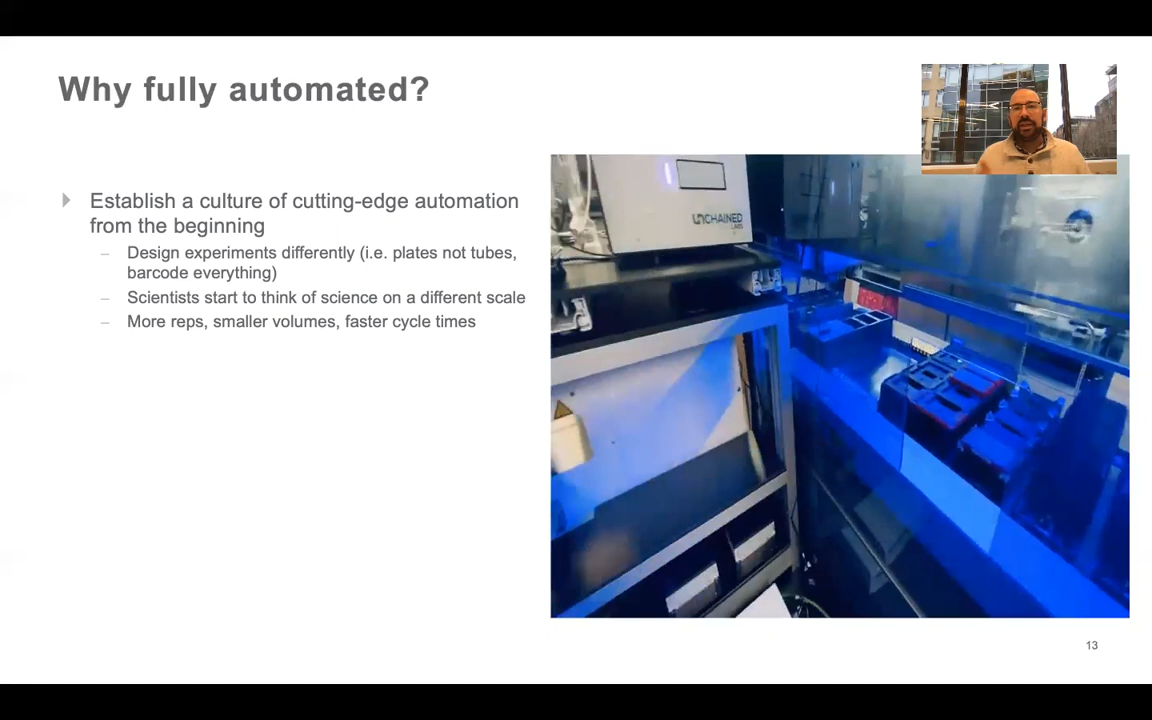 Why fully automated?
Establish a culture of cutting-edge automation
from the beginning
– Design experiments differently (i.e. plates not tubes,
barcode everything)
– Scientists start to think of science on a different scale
– More reps, smaller volumes, faster cycle times
UNCHAINED
LABS
13